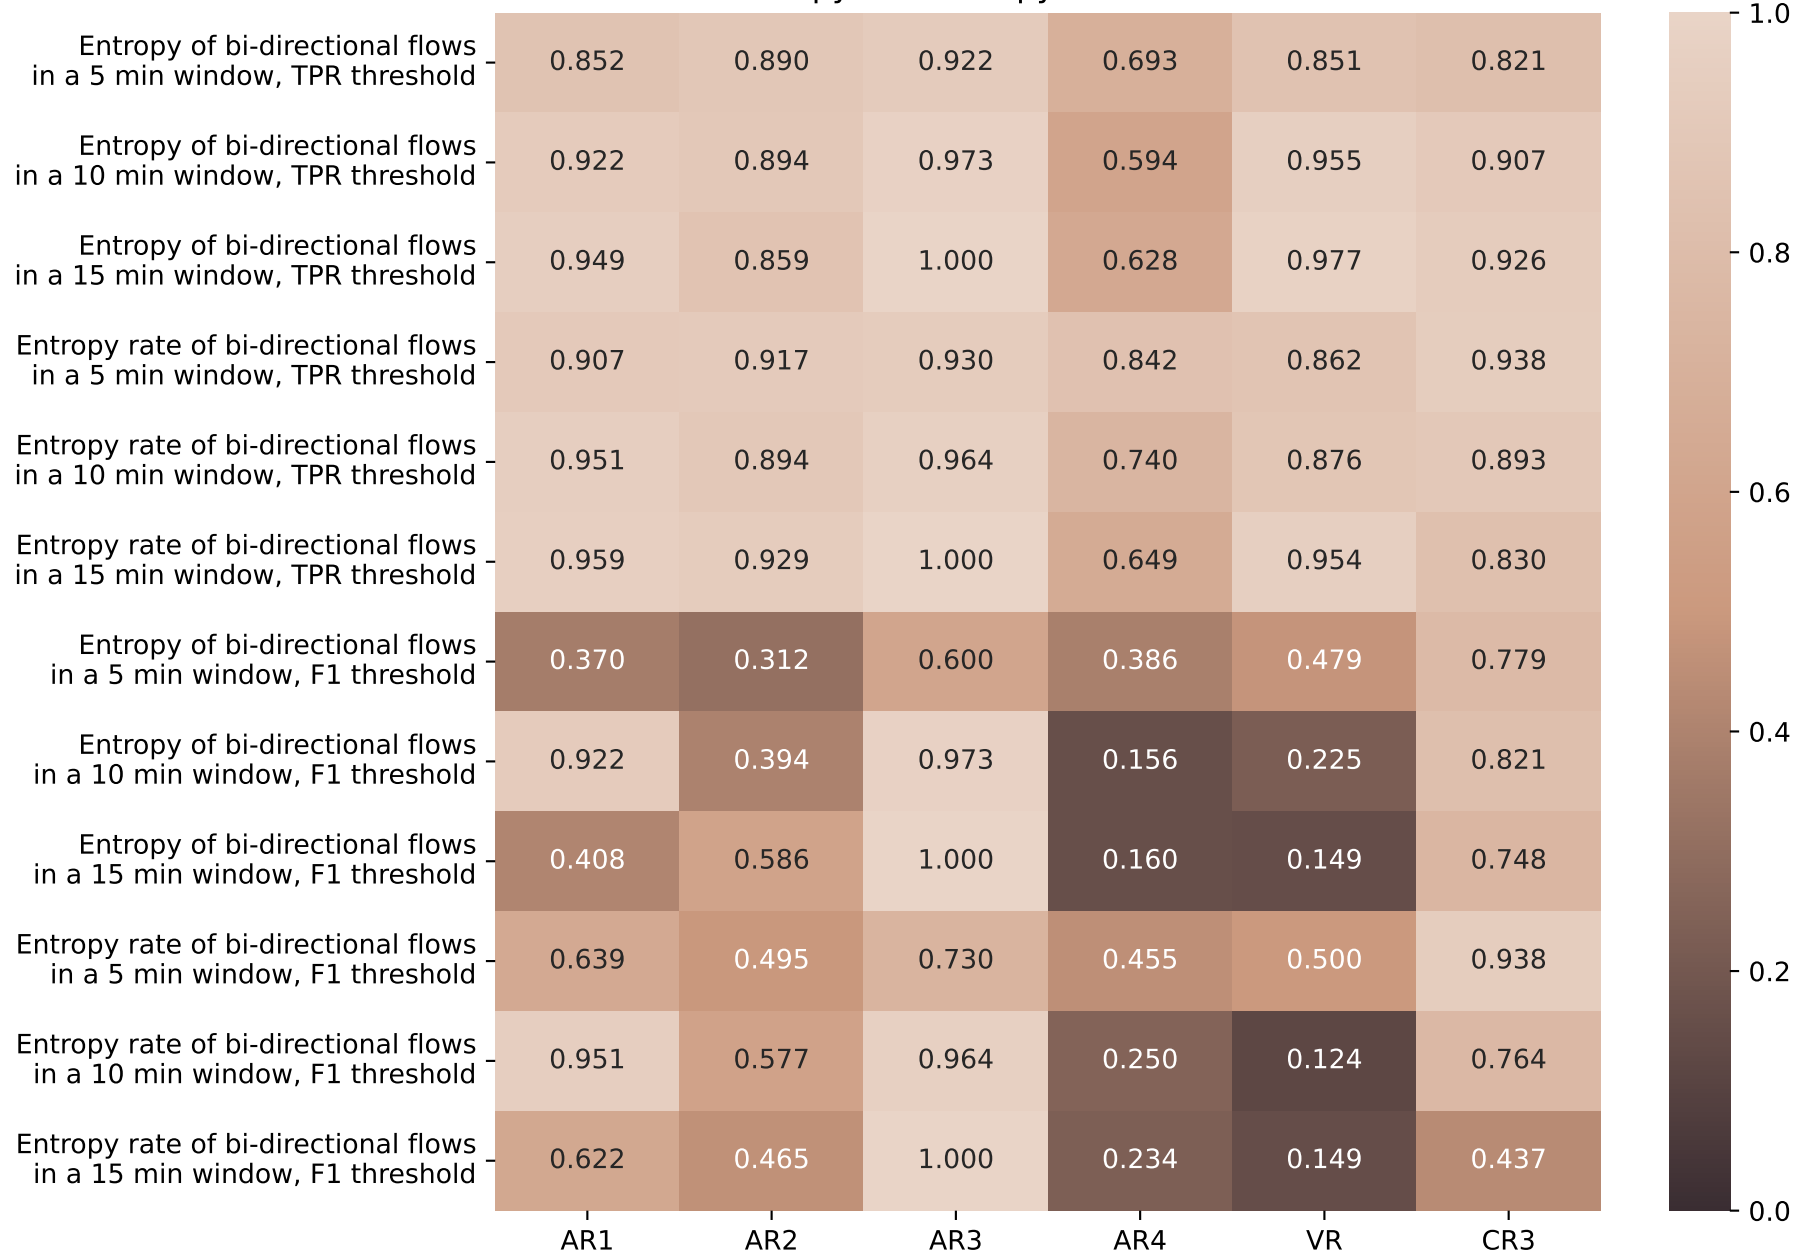 Entropy of bi-directional flows
in a 5 min window, TPR threshold
0.852 0.890 0.922 0.693 0.851 0.821
Entropy of bi-directional flows
in a 10 min window, TPR threshold
0.922 0.894 0.973 0.594 0.955 0.907
Entropy of bi-directional flows
in a 15 min window, TPR threshold
0.949 0.859 1.000 0.628 0.977 0.926
Entropy rate of bi-directional flows
in a 5 min window, TPR threshold
0.907 0.917 0.930 0.842 0.862 0.938
Entropy rate of bi-directional flows
in a 10 min window, TPR threshold
0.951 0.894 0.964 0.740 0.876 0.893
Entropy rate of bi-directional flows
in a 15 min window, TPR threshold
0.959 0.929 1.000 0.649 0.954 0.830
Entropy of bi-directional flows
in a 5 min window, F1 threshold
0.370 0.312 0.600 0.386 0.479 0.779
Entropy of bi-directional flows
in a 10 min window, F1 threshold
0.922 0.394 0.973 0.156 0.225 0.821
Entropy of bi-directional flows
in a 15 min window, F1 threshold
0.408 0.586 1.000 0.160 0.149 0.748
Entropy rate of bi-directional flows
in a 5 min window, F1 threshold
0.639 0.495 0.730 0.455 0.500 0.938
Entropy rate of bi-directional flows
in a 10 min window, F1 threshold
0.951 0.577 0.964 0.250 0.124 0.764
Entropy rate of bi-directional flows
in a 15 min window, F1 threshold
0.622 0.465 1.000 0.234 0.149 0.437
AR1 AR2 AR3 AR4 VR CR3
1.0
0.8
0.6
0.4
0.2
0.0